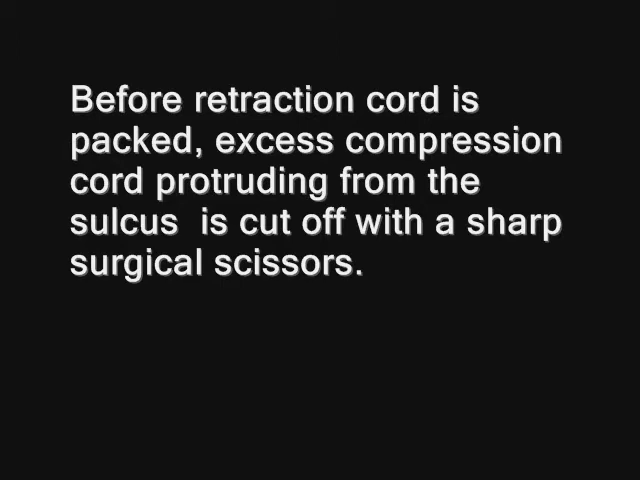 Before retraction cord is
packed, excess compression
cord protruding from the
sulcus  is cut off with a sharp
surgical scissors.